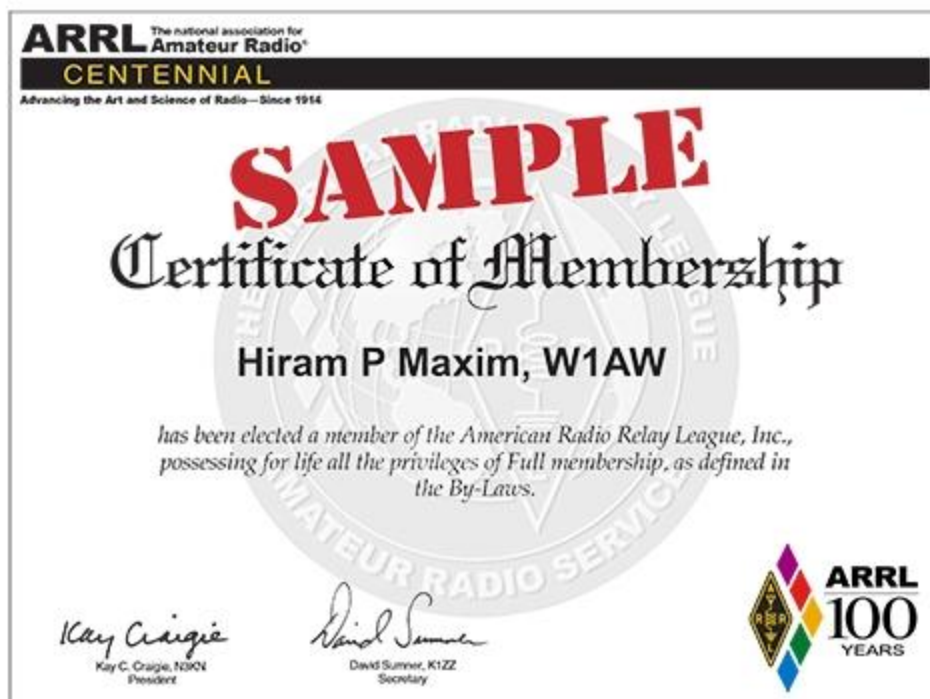 ARRL The national association for
Amateur Radio®
CENTENNIAL
Advancing the Art and Science of Radio—Since 1914
SAMPLE
Certificate of Membership
Hiram P Maxim, W1AW
has been elected a member of the American Radio Relay League, Inc.,
possessing for life all the privileges of Full membership, as defined in
the By-Laws.
AMATEUR RADIO SERVICE
Kay Craigie
Kay C. Craigie, N3KN
President
David Sumner
David Sumner, K1ZZ
Secretary
ARRL
100
YEARS